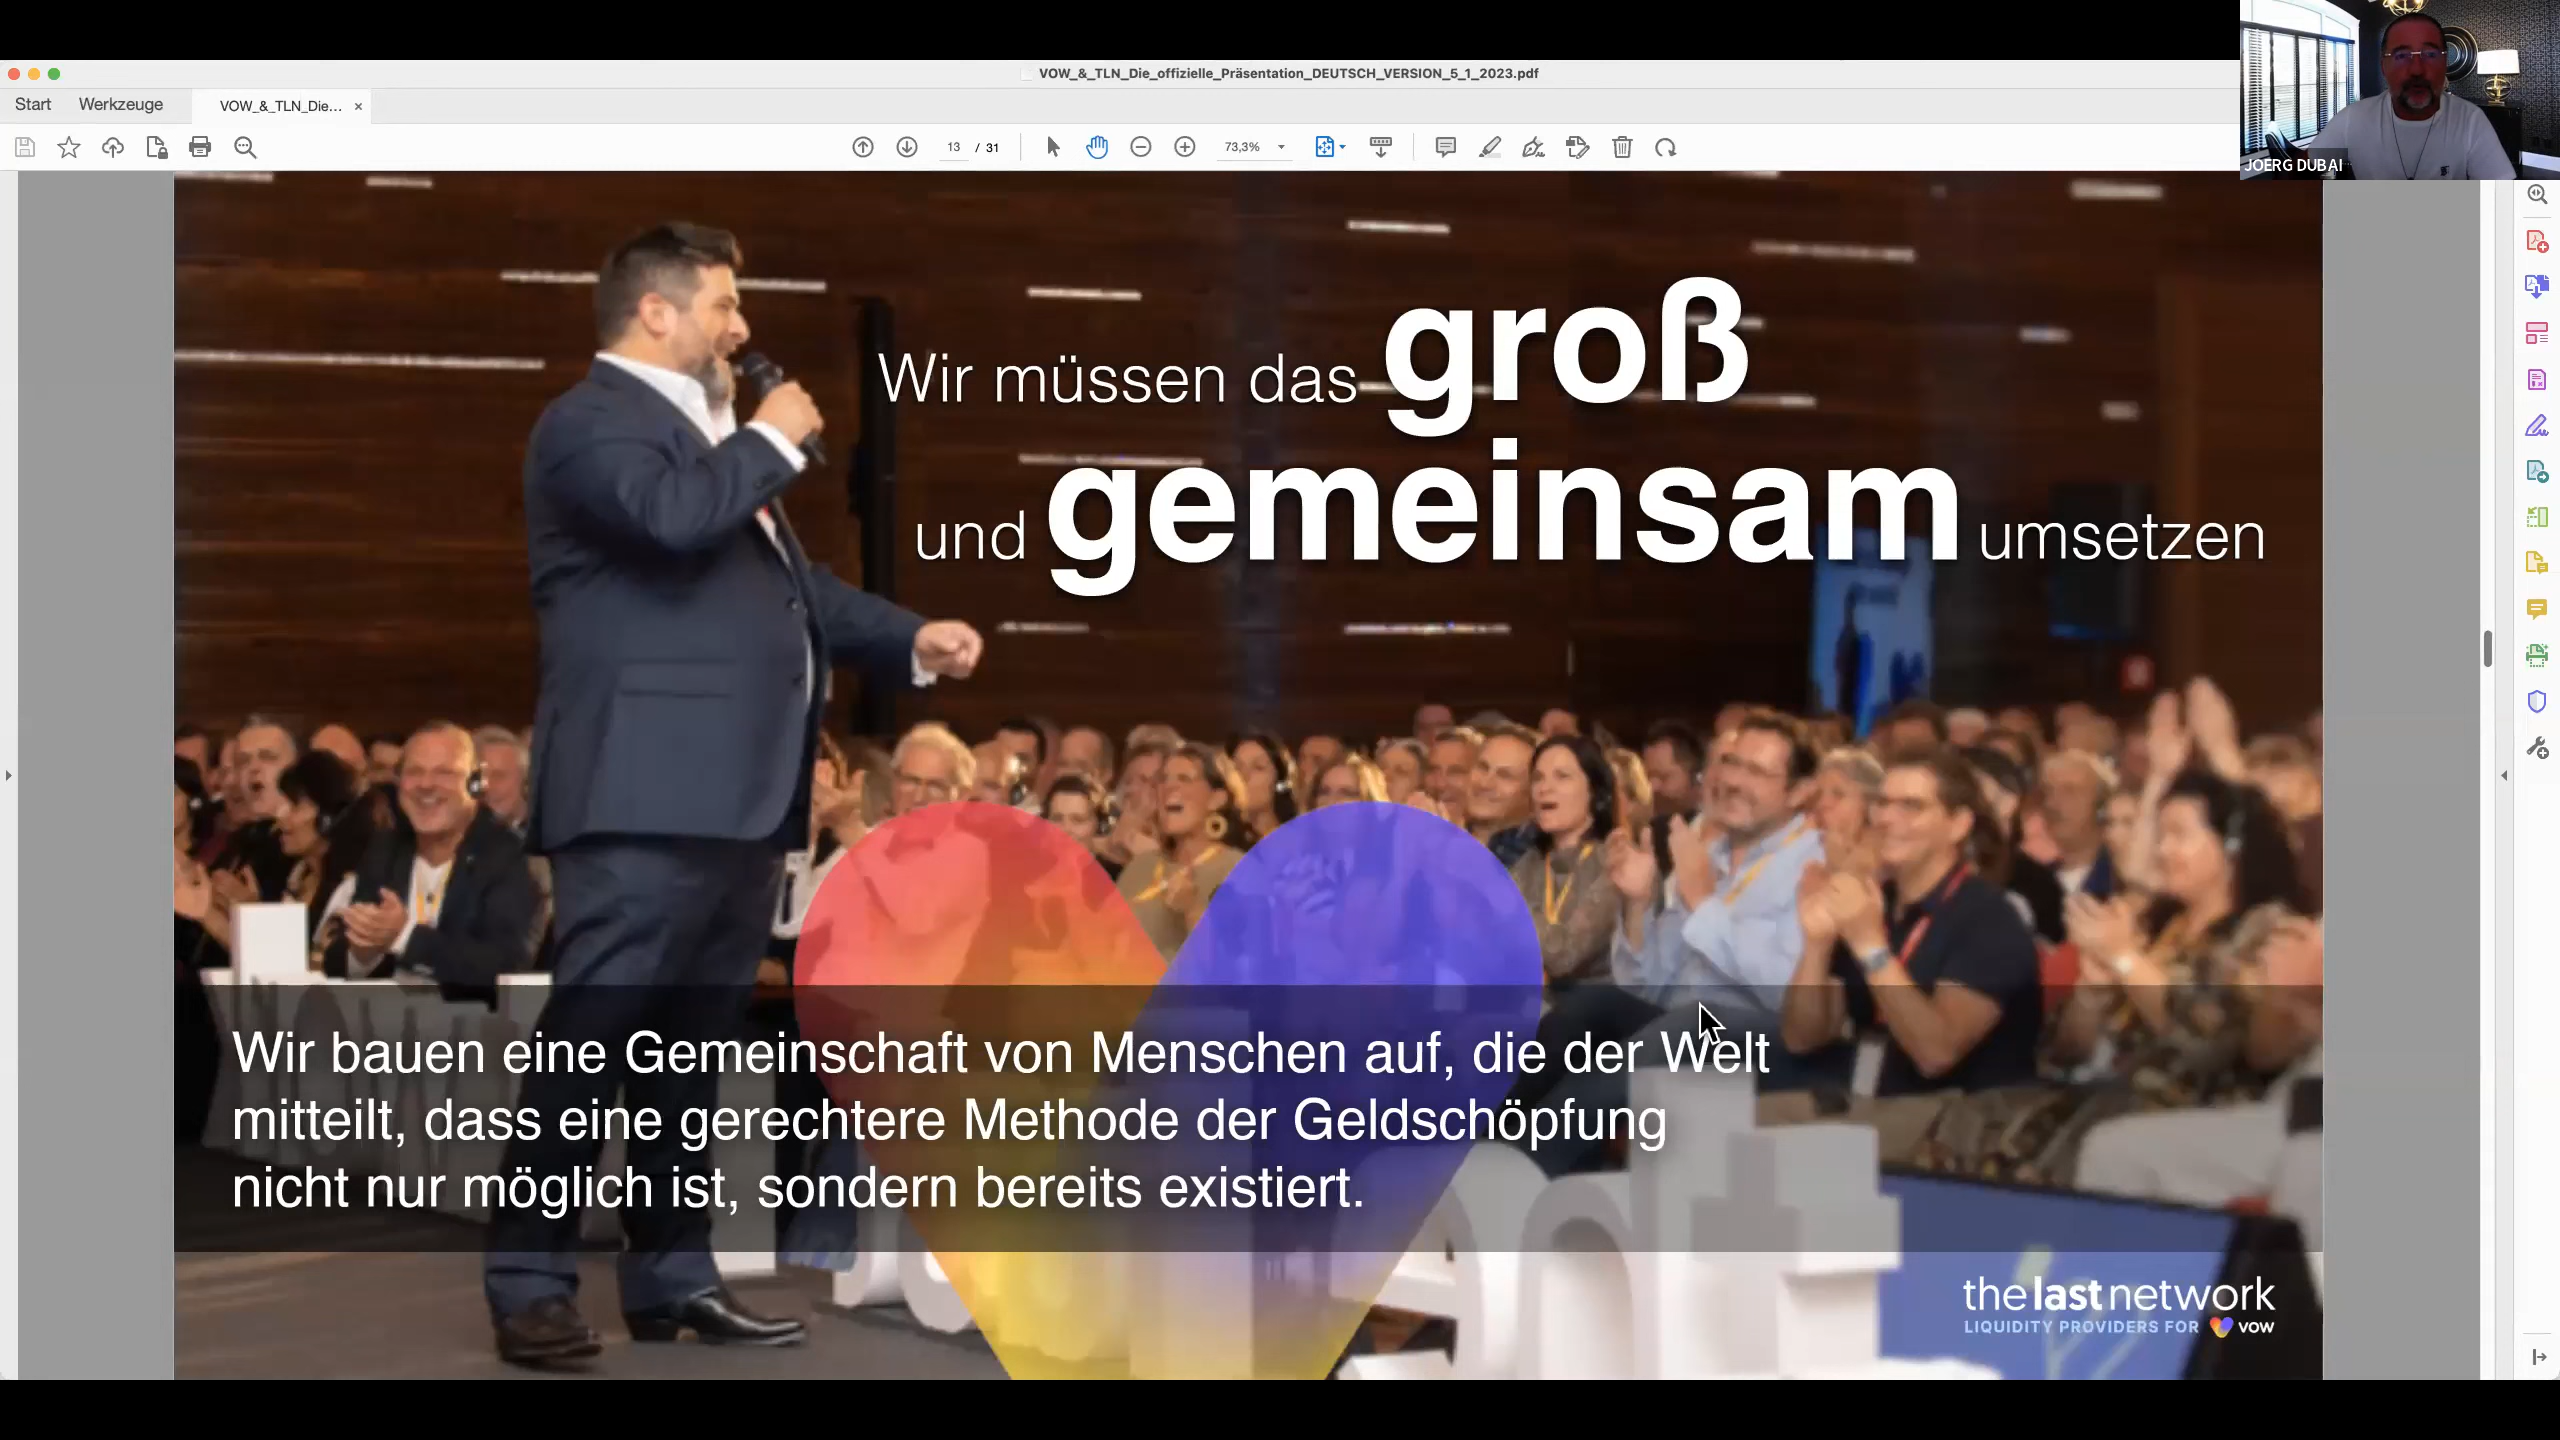 VOW_&_TLN_Die_offizielle_Präsentation_DEUTSCH_VERSION_5_1_2023.pdf
Start Werkzeuge VOW_&_TLN_Die... ×
13 / 31 73,3%
JOERG DUBAI
Wir müssen das groß
und gemeinsam umsetzen
Wir bauen eine Gemeinschaft von Menschen auf, die der Welt
mitteilt, dass eine gerechtere Methode der Geldschöpfung
nicht nur möglich ist, sondern bereits existiert.
the last network
LIQUIDITY PROVIDERS FOR VOW